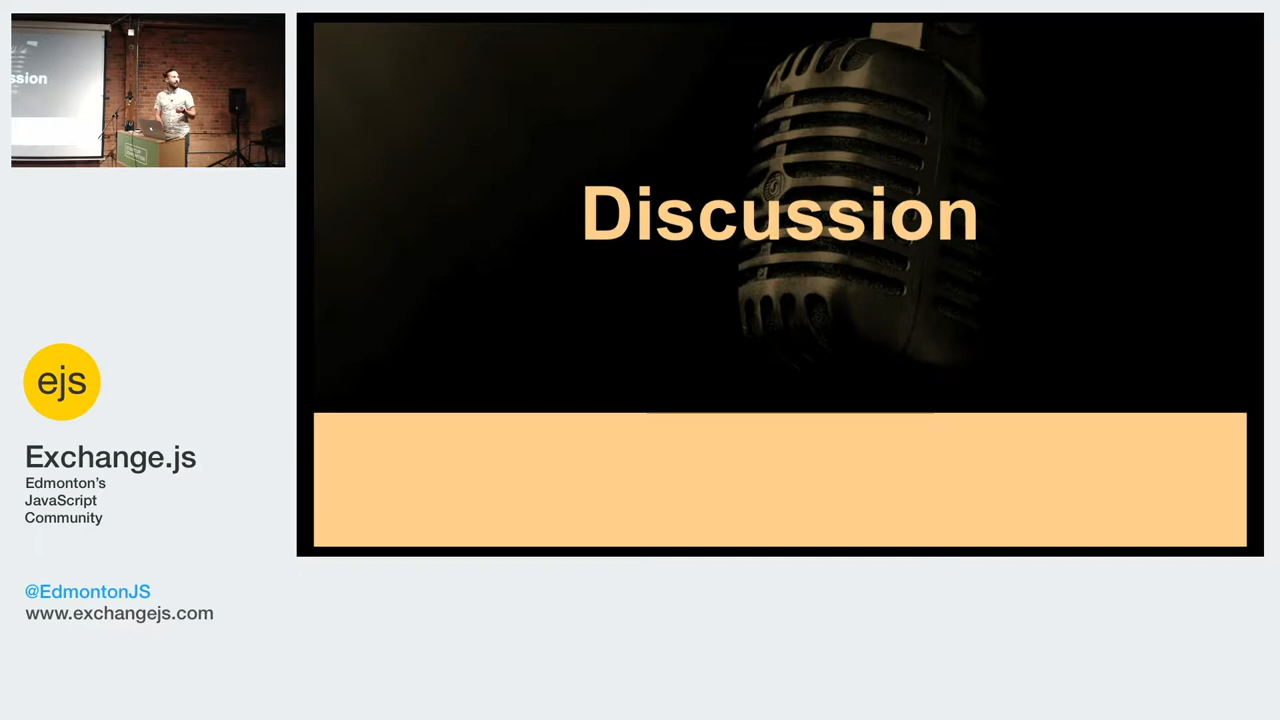 ssion
Discussion
ejs
Exchange.js
Edmonton's
JavaScript
Community
@EdmontonJS
www.exchangejs.com